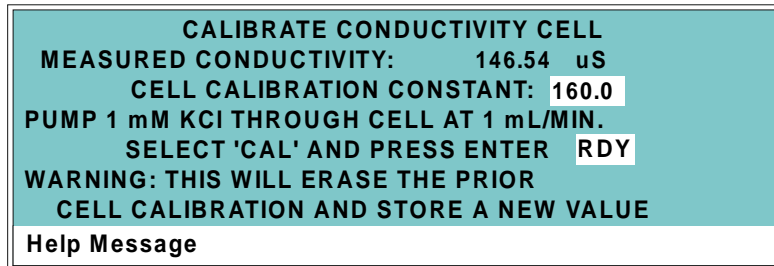 CALIBRATE CONDUCTIVITY CELL
MEASURED CONDUCTIVITY: 146.54 uS
CELL CALIBRATION CONSTANT: 160.0
PUMP 1 mM KCl THROUGH CELL AT 1 mL/MIN.
SELECT 'CAL' AND PRESS ENTER RDY
WARNING: THIS WILL ERASE THE PRIOR
CELL CALIBRATION AND STORE A NEW VALUE
Help Message